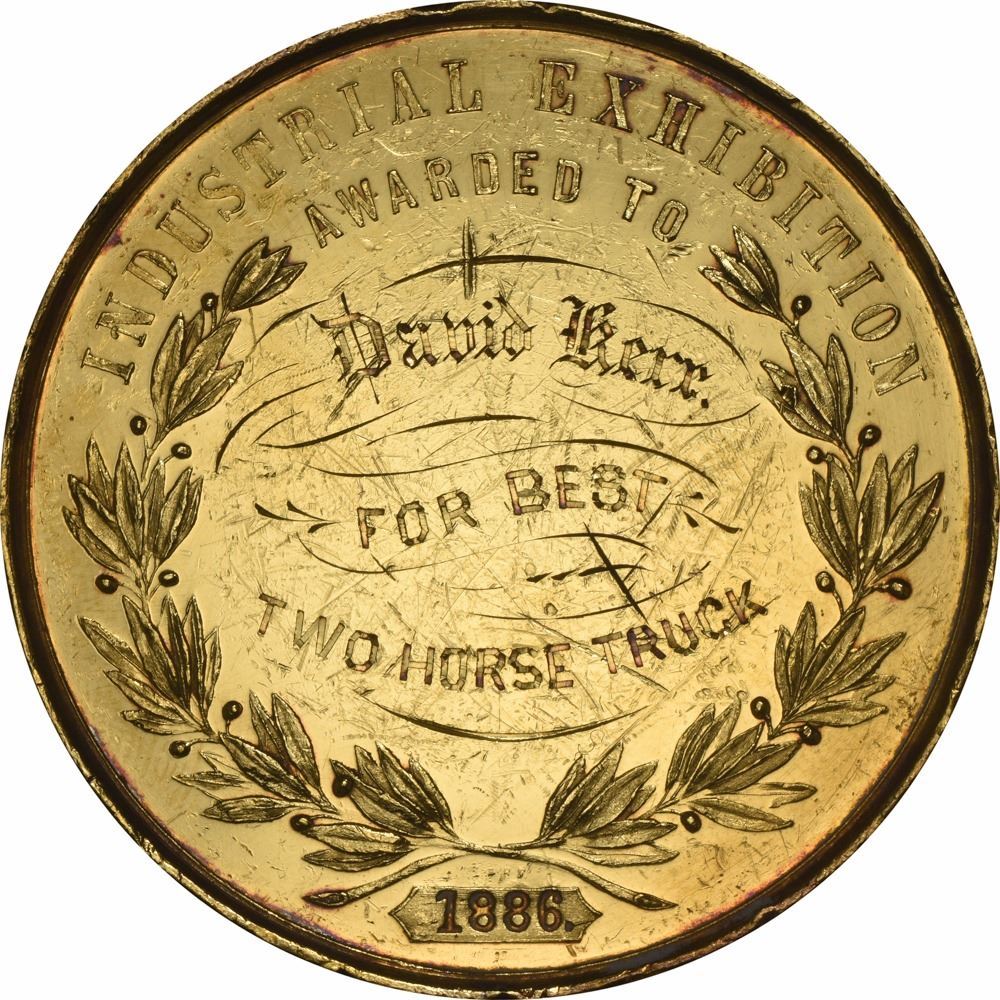 INDUSTRIAL EXHIBITION
AWARDED TO
David Kerr.
FOR BEST
TWO HORSE TRUCK
1886.